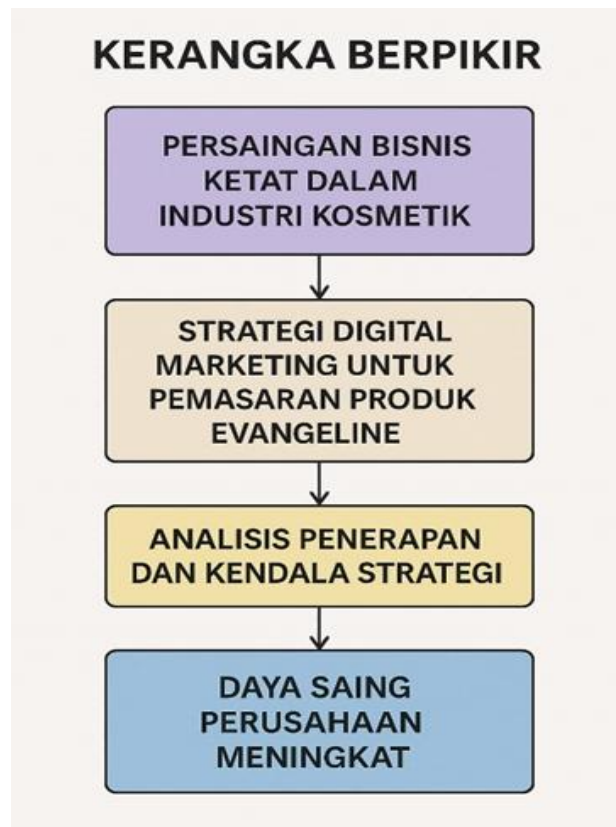 KERANGKA BERPIKIR
PERSAINGAN BISNIS
KETAT DALAM
INDUSTRI KOSMETIK
STRATEGI DIGITAL
MARKETING UNTUK
PEMASARAN PRODUK
EVANGELINE
ANALISIS PENERAPAN
DAN KENDALA STRATEGI
DAYA SAING
PERUSAHAAN
MENINGKAT